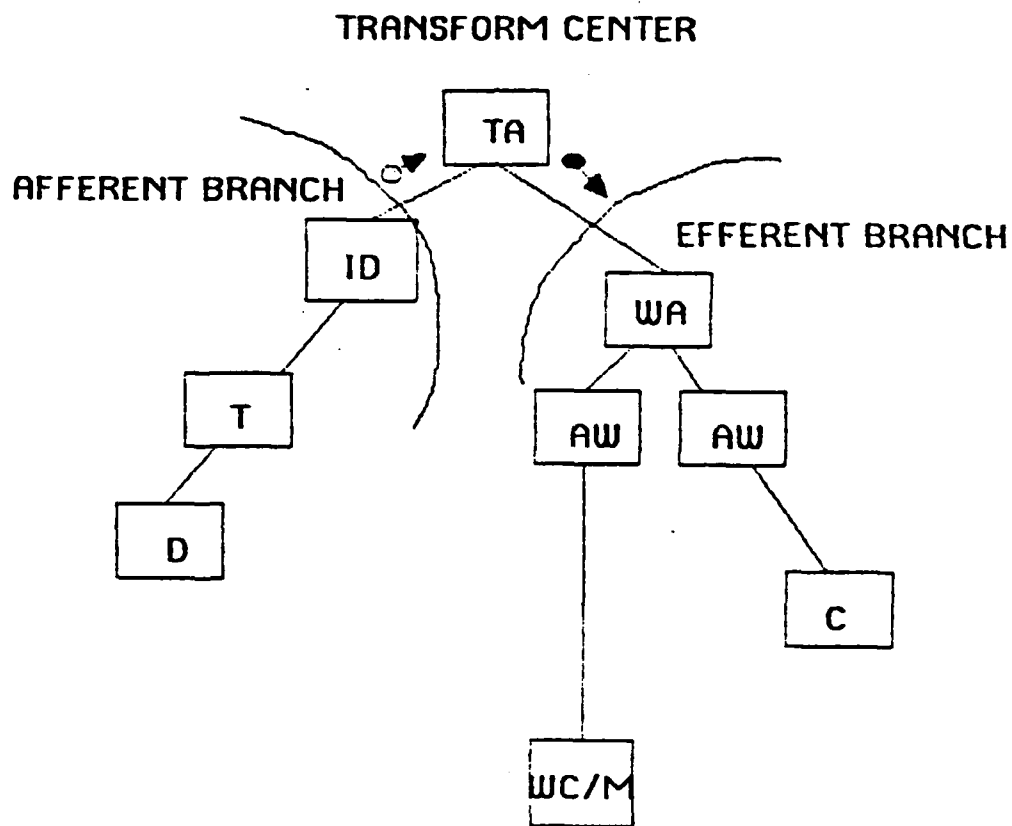 TRANSFORM CENTER
TA
AFFERENT BRANCH
EFFERENT BRANCH
ID
WA
T
AW
AW
D
C
WC/M